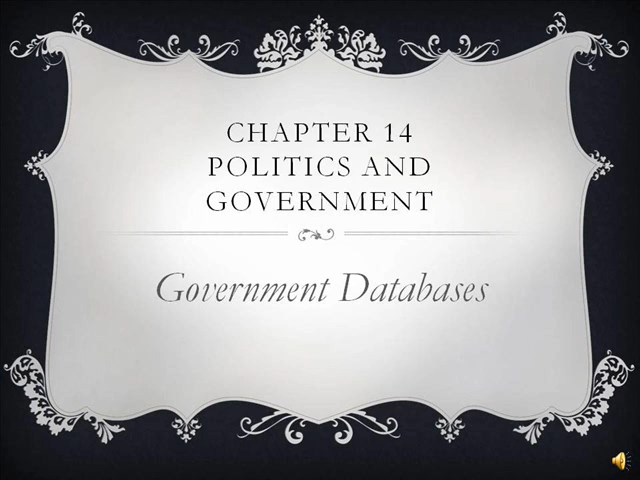 CHAPTER 14
POLITICS AND
GOVERNMENT
Government Databases